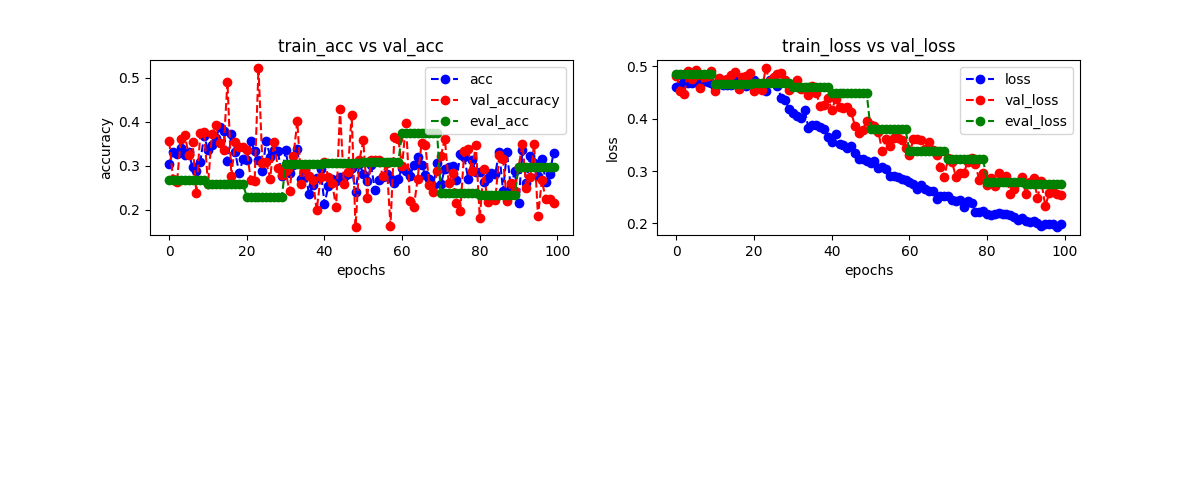 train_acc vs val_acc
accuracy
0.5
0.4
0.3
0.2
acc
val_accuracy
eval_acc
0
20
40
60
80
100
epochs
train_loss vs val_loss
loss
0.5
0.4
0.3
0.2
loss
val_loss
eval_loss
0
20
40
60
80
100
epochs